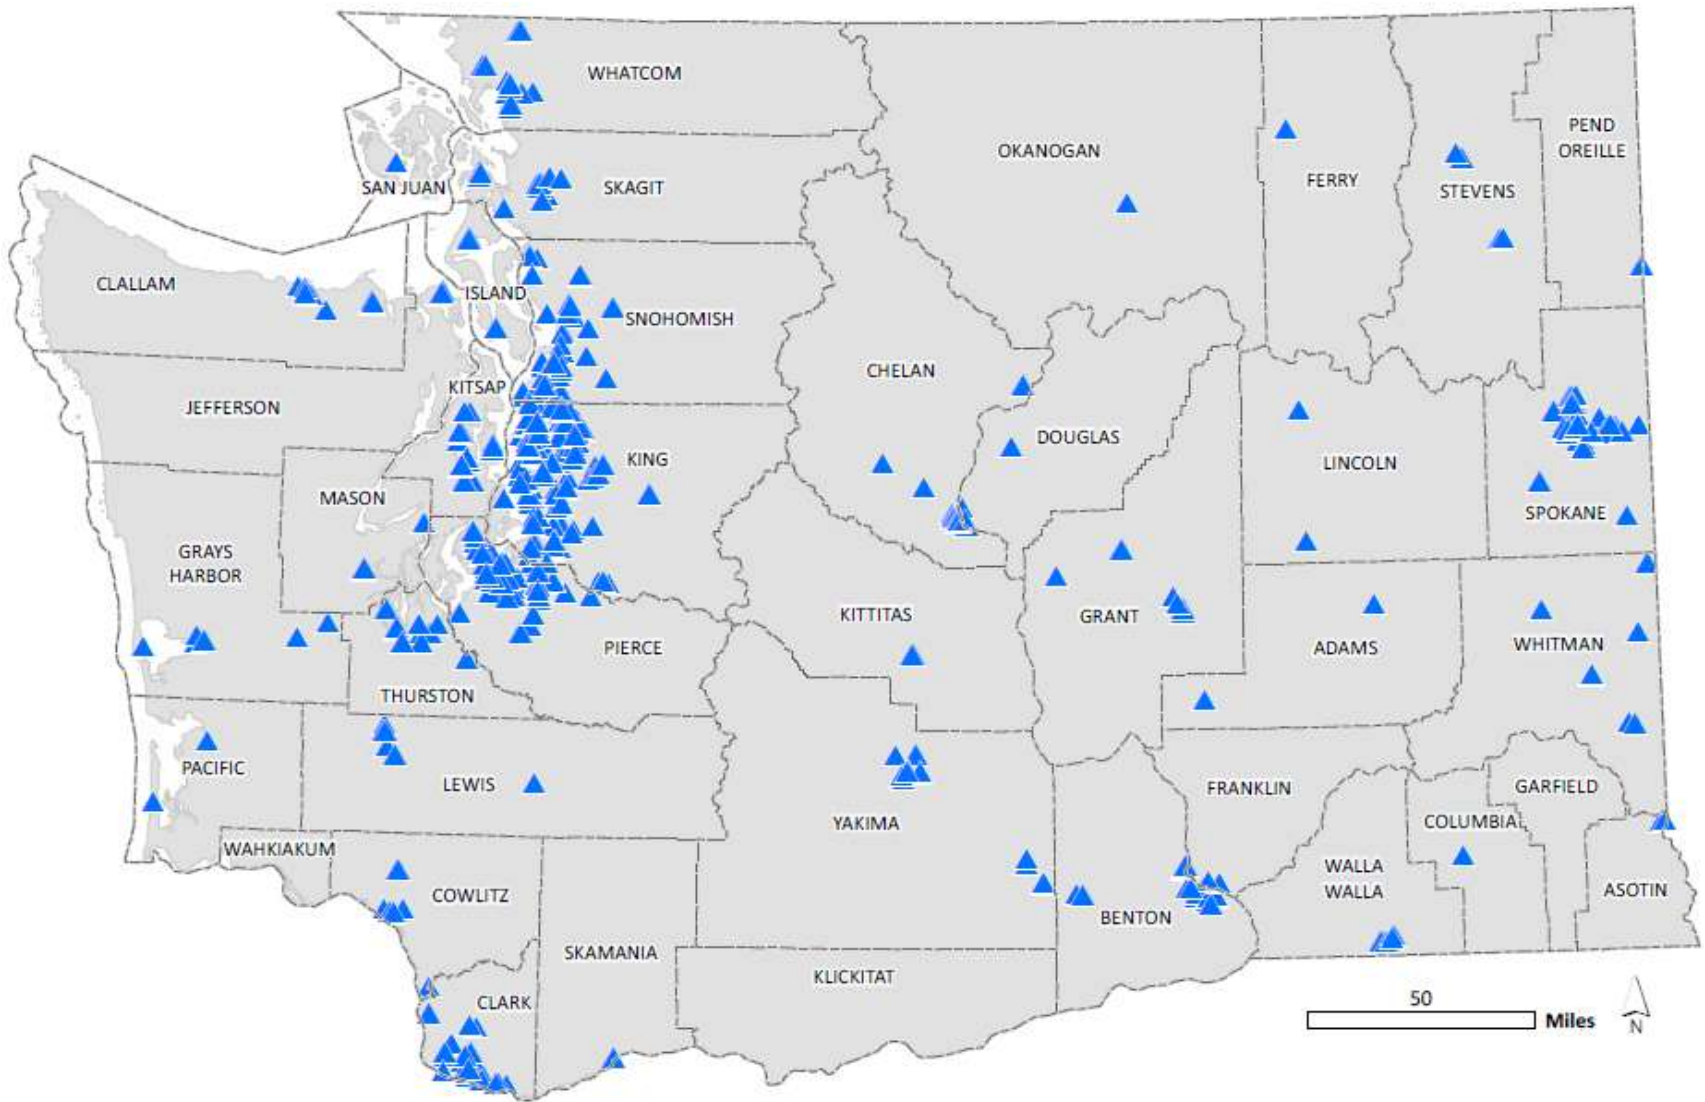 WHATCOM
OKANOGAN
FERRY
STEVENS
PEND
OREILLE
SAN JUAN
SKAGIT
CLALLAM
ISLAND
SNOHOMISH
CHELAN
KITSAP
JEFFERSON
DOUGLAS
KING
LINCOLN
MASON
SPOKANE
GRAYS
HARBOR
KITTITAS
GRANT
ADAMS
WHITMAN
PIERCE
THURSTON
PACIFIC
LEWIS
YAKIMA
FRANKLIN
GARFIELD
COLUMBIA
WAHKIAKUM
COWLITZ
WALLA
WALLA
ASOTIN
BENTON
SKAMANIA
KLICKITAT
CLARK
50
Miles
N